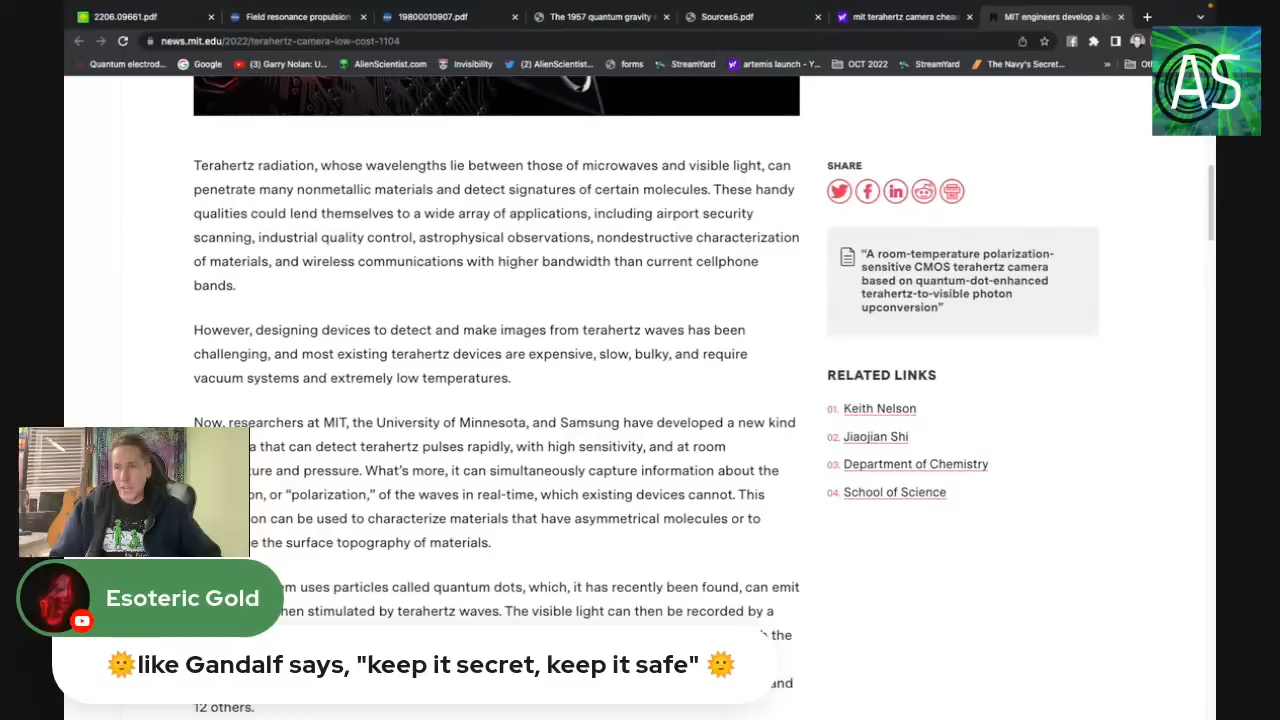 2206.09661.pdf
Field resonance propulsion
19800010907.pdf
The 1957 quantum gravity
Sources5.pdf
mit terahertz camera chea
MIT engineers develop a lo
news.mit.edu/2022/terahertz-camera-low-cost-1104
Quantum electrod...
Google
(3) Garry Nolan: U...
AlienScientist.com
Invisibility
(2) AlienScientist...
forms
StreamYard
artemis launch - Y...
OCT 2022
StreamYard
The Navy's Secret...
»
AS
Terahertz radiation, whose wavelengths lie between those of microwaves and visible light, can
penetrate many nonmetallic materials and detect signatures of certain molecules. These handy
qualities could lend themselves to a wide array of applications, including airport security
scanning, industrial quality control, astrophysical observations, nondestructive characterization
of materials, and wireless communications with higher bandwidth than current cellphone
bands.
However, designing devices to detect and make images from terahertz waves has been
challenging, and most existing terahertz devices are expensive, slow, bulky, and require
vacuum systems and extremely low temperatures.
Now, researchers at MIT, the University of Minnesota, and Samsung have developed a new kind
that can detect terahertz pulses rapidly, with high sensitivity, and at room
ture and pressure. What's more, it can simultaneously capture information about the
on, or "polarization," of the waves in real-time, which existing devices cannot. This
on can be used to characterize materials that have asymmetrical molecules or to
e the surface topography of materials.
em uses particles called quantum dots, which, it has recently been found, can emit
hen stimulated by terahertz waves. The visible light can then be recorded by a
the
and
12 others.
SHARE
"A room-temperature polarization-
sensitive CMOS terahertz camera
based on quantum-dot-enhanced
terahertz-to-visible photon
upconversion"
RELATED LINKS
01. Keith Nelson
02. Jiaojian Shi
03. Department of Chemistry
04. School of Science
Esoteric Gold
🌞like Gandalf says, "keep it secret, keep it safe" 🌞